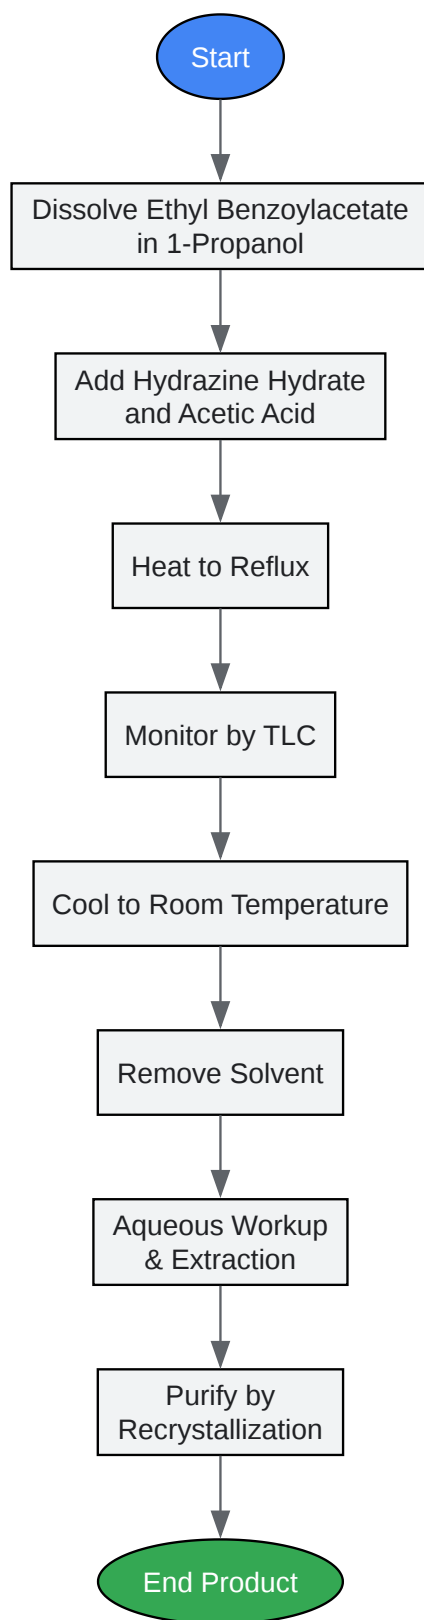 Start
Dissolve Ethyl Benzoylacetate
in 1-Propanol
Add Hydrazine Hydrate
and Acetic Acid
Heat to Reflux
Monitor by TLC
Cool to Room Temperature
Remove Solvent
Aqueous Workup
& Extraction
Purify by
Recrystallization
End Product